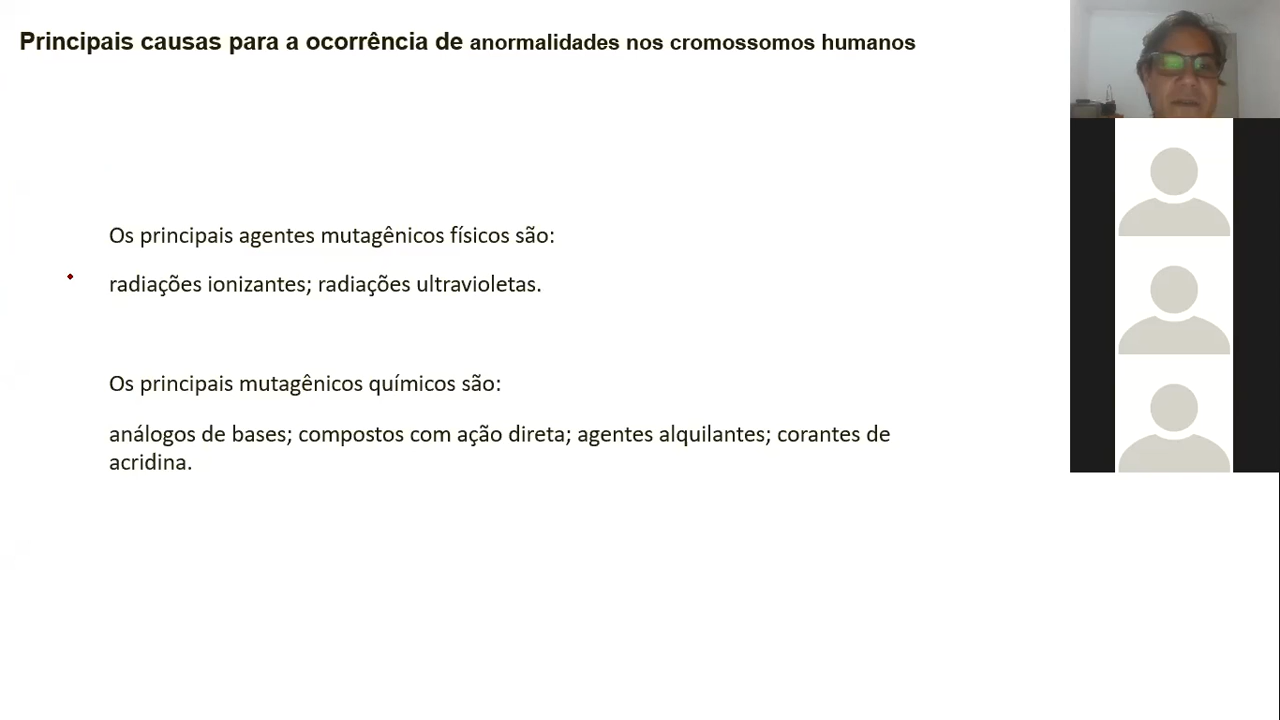 Principais causas para a ocorrência de anormalidades nos cromossomos humanos
Os principais agentes mutagênicos físicos são:
radiações ionizantes; radiações ultravioletas.
Os principais mutagênicos químicos são:
análogos de bases; compostos com ação direta; agentes alquilantes; corantes de
acridina.